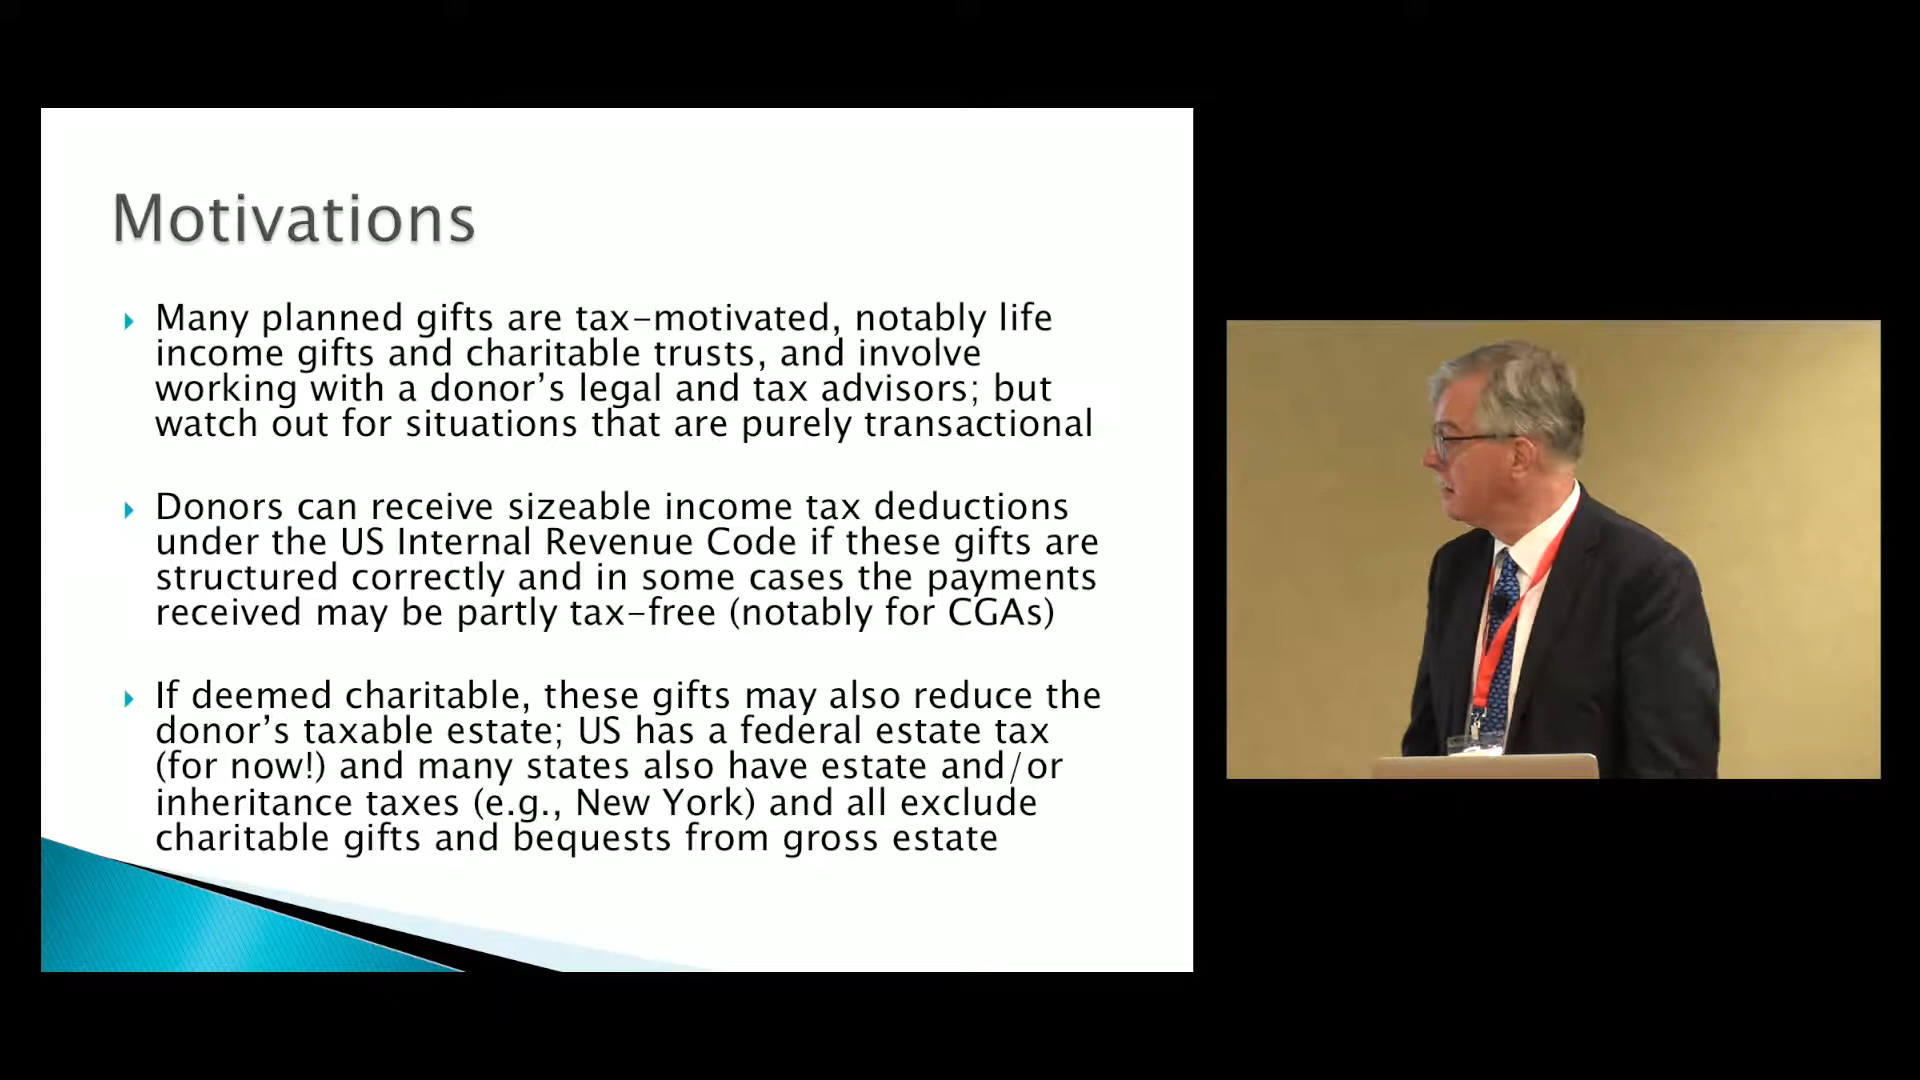 Motivations
Many planned gifts are tax-motivated, notably life
income gifts and charitable trusts, and involve
working with a donor’s legal and tax advisors; but
watch out for situations that are purely transactional
Donors can receive sizeable income tax deductions
under the US Internal Revenue Code if these gifts are
structured correctly and in some cases the payments
received may be partly tax-free (notably for CGAs)
If deemed charitable, these gifts may also reduce the
donor’s taxable estate; US has a federal estate tax
(for now!) and many states also have estate and/or
inheritance taxes (e.g., New York) and all exclude
charitable gifts and bequests from gross estate